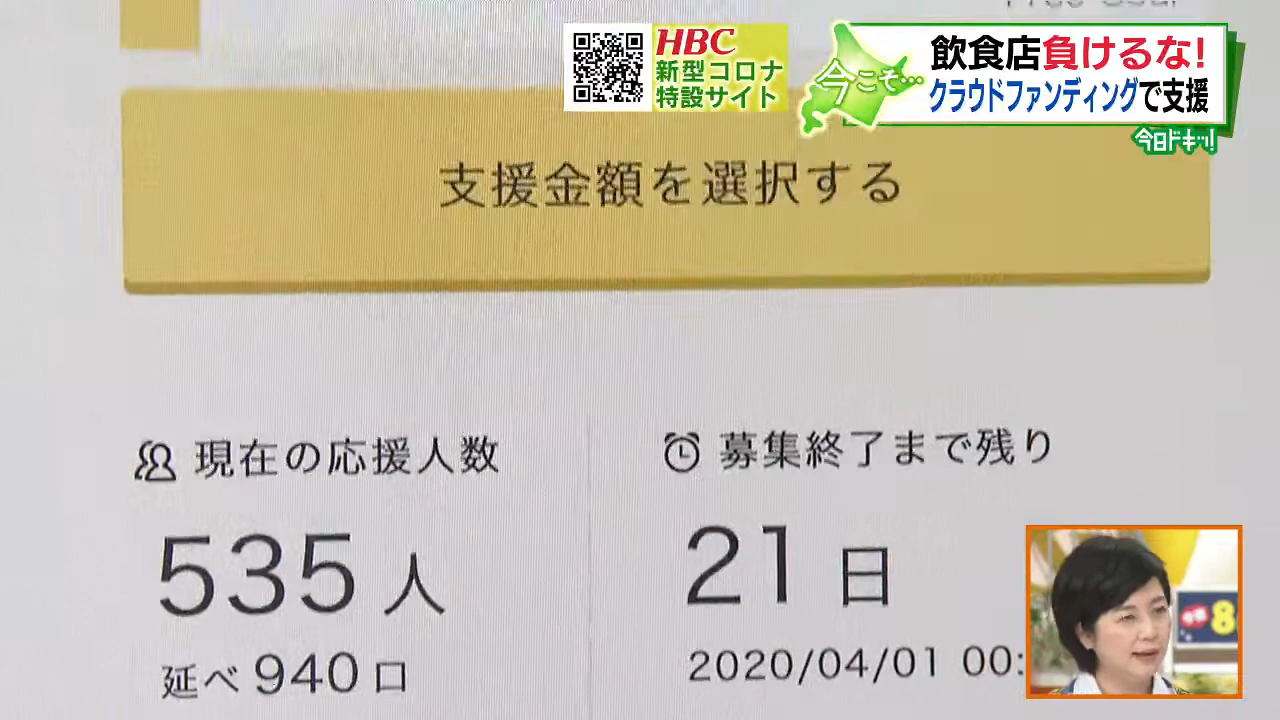 HBC
新型コロナ
特設サイト
今こそ…
飲食店負けるな!
クラウドファンディングで支援
今日ドキッ!
支援金額を選択する
現在の応援人数
535人
延べ940口
募集終了まで残り
21日
2020/04/01 00: